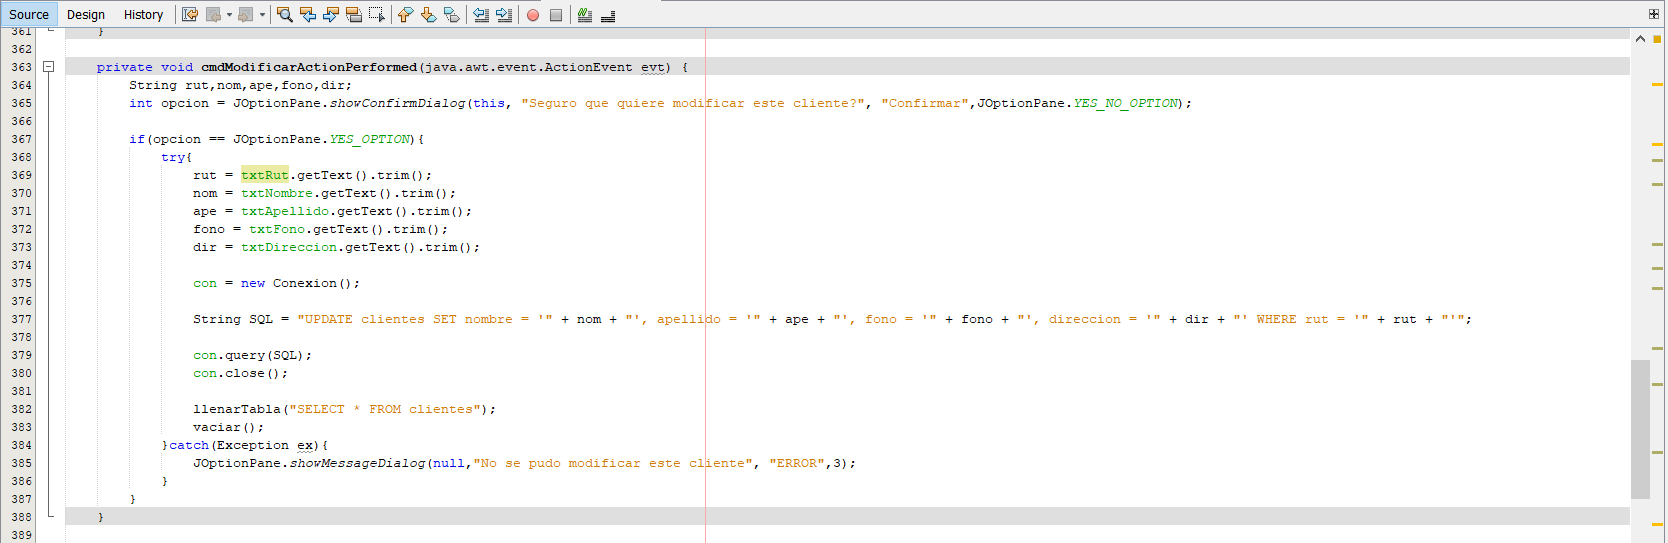 Source Design History
361 }
362
363 private void cmdModificarActionPerformed(java.awt.event.ActionEvent evt) {
364 String rut,nom,ape,fono,dir;
365 int opcion = JOptionPane.showConfirmDialog(this, "Seguro que quiere modificar este cliente?", "Confirmar",JOptionPane.YES_NO_OPTION);
366
367 if(opcion == JOptionPane.YES_OPTION){
368 try{
369 rut = txtRut.getText().trim();
370 nom = txtNombre.getText().trim();
371 ape = txtApellido.getText().trim();
372 fono = txtFono.getText().trim();
373 dir = txtDireccion.getText().trim();
374
375 con = new Conexion();
376
377 String SQL = "UPDATE clientes SET nombre = '" + nom + "', apellido = '" + ape + "', fono = '" + fono + "', direccion = '" + dir + "' WHERE rut = '" + rut + "'";
378
379 con.query(SQL);
380 con.close();
381
382 llenarTabla("SELECT * FROM clientes");
383 vaciar();
384 }catch(Exception ex){
385 JOptionPane.showMessageDialog(null,"No se pudo modificar este cliente", "ERROR",3);
386 }
387 }
388 }
389